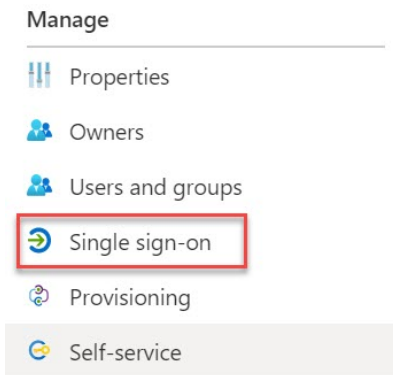 Manage
Properties
Owners
Users and groups
Single sign-on
Provisioning
Self-service